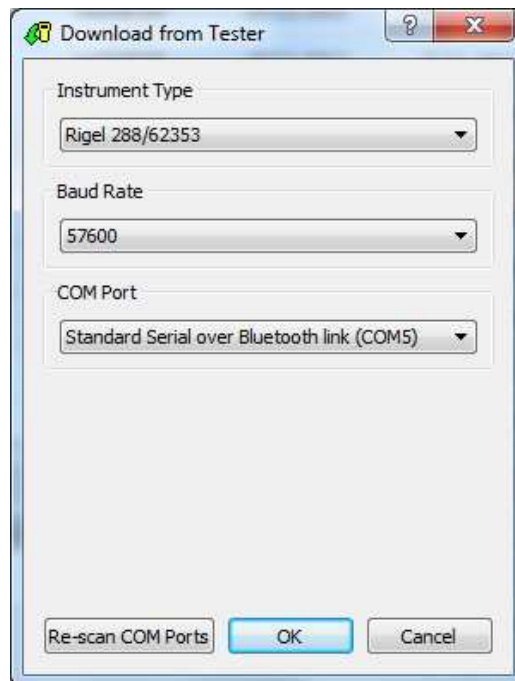 Download from Tester
Instrument Type
Rigel 288/62353
Baud Rate
57600
COM Port
Standard Serial over Bluetooth link (COM5)
Re-scan COM Ports OK Cancel